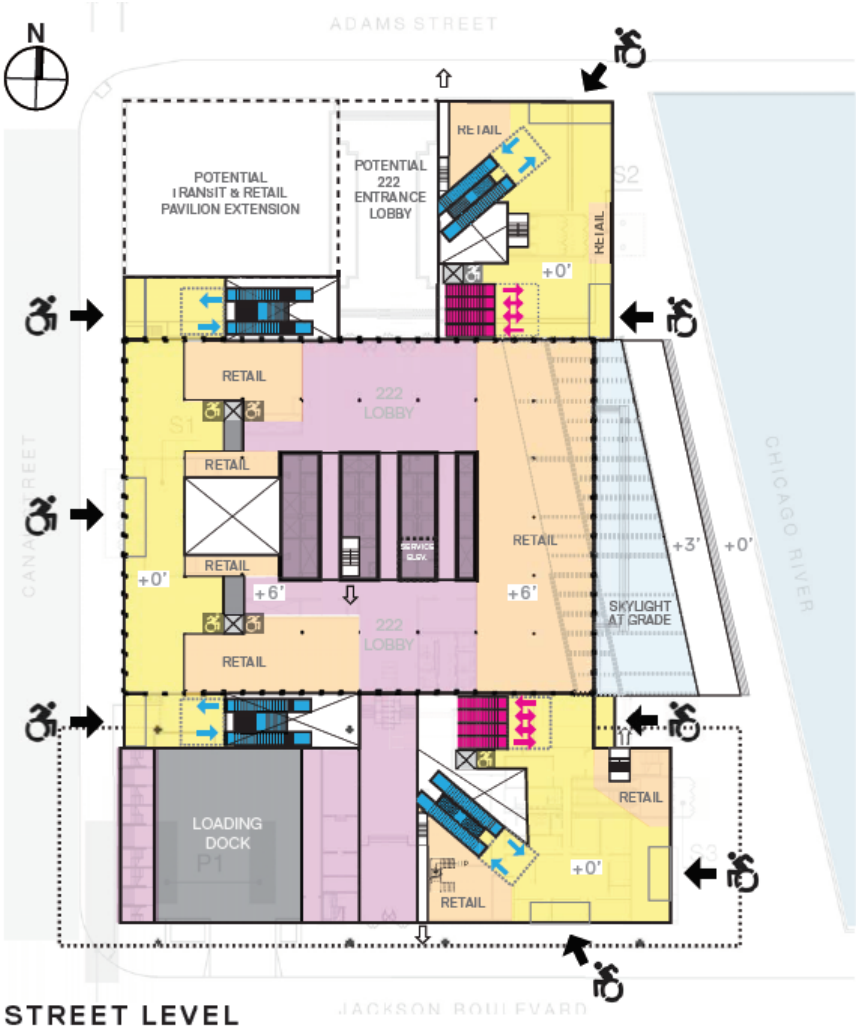 ADAMS STREET
N
RETAIL
POTENTIAL
TRANSIT & RETAIL
PAVILION EXTENSION
POTENTIAL
222
ENTRANCE
LOBBY
S2
RETAIL
+0'
RETAIL
222
LOBBY
S1
RETAIL
CANAL STREET
CHICAGO RIVER
RETAIL
SERVICE
ELEV.
+3'
+0'
RETAIL
+0'
+6'
+6'
SKYLIGHT
AT GRADE
222
LOBBY
RETAIL
RETAIL
LOADING
DOCK
P1
S3
+0'
RETAIL
STREET LEVEL
JACKSON BOULEVARD